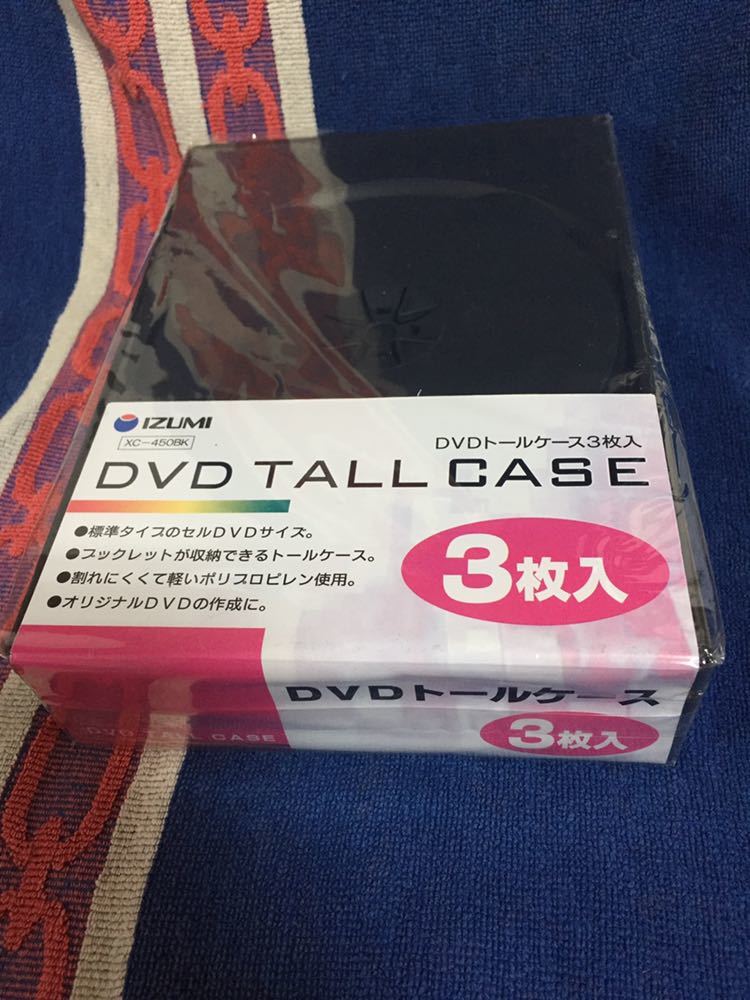 IZUMI
XC-450BK
DVDトールケース3枚入
DVD TALL CASE
●標準タイプのセルDVDサイズ。
●ブックレットが収納できるトールケース。
●割れにくくて軽いポリプロピレン使用。
●オリジナルDVDの作成に。
3枚入
DVDトールケース
DVD TALL CASE
3枚入